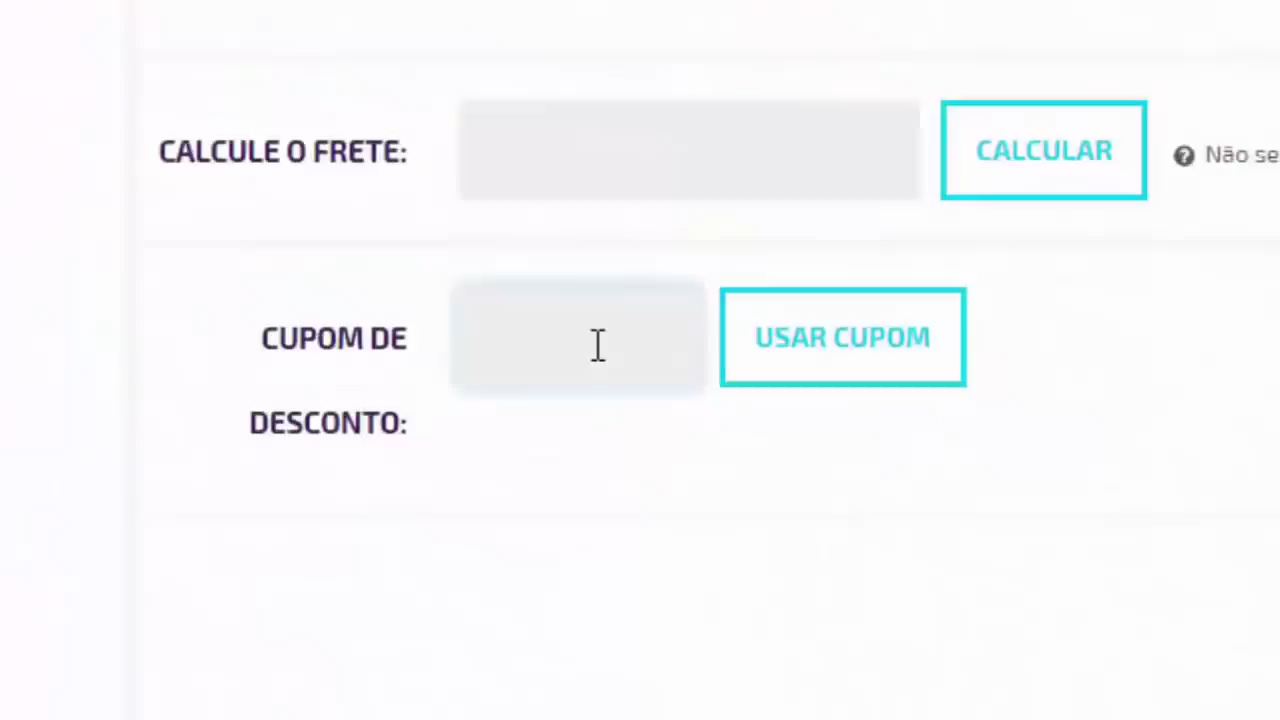 CALCULE O FRETE:
CALCULAR
Não se
CUPOM DE
DESCONTO:
USAR CUPOM